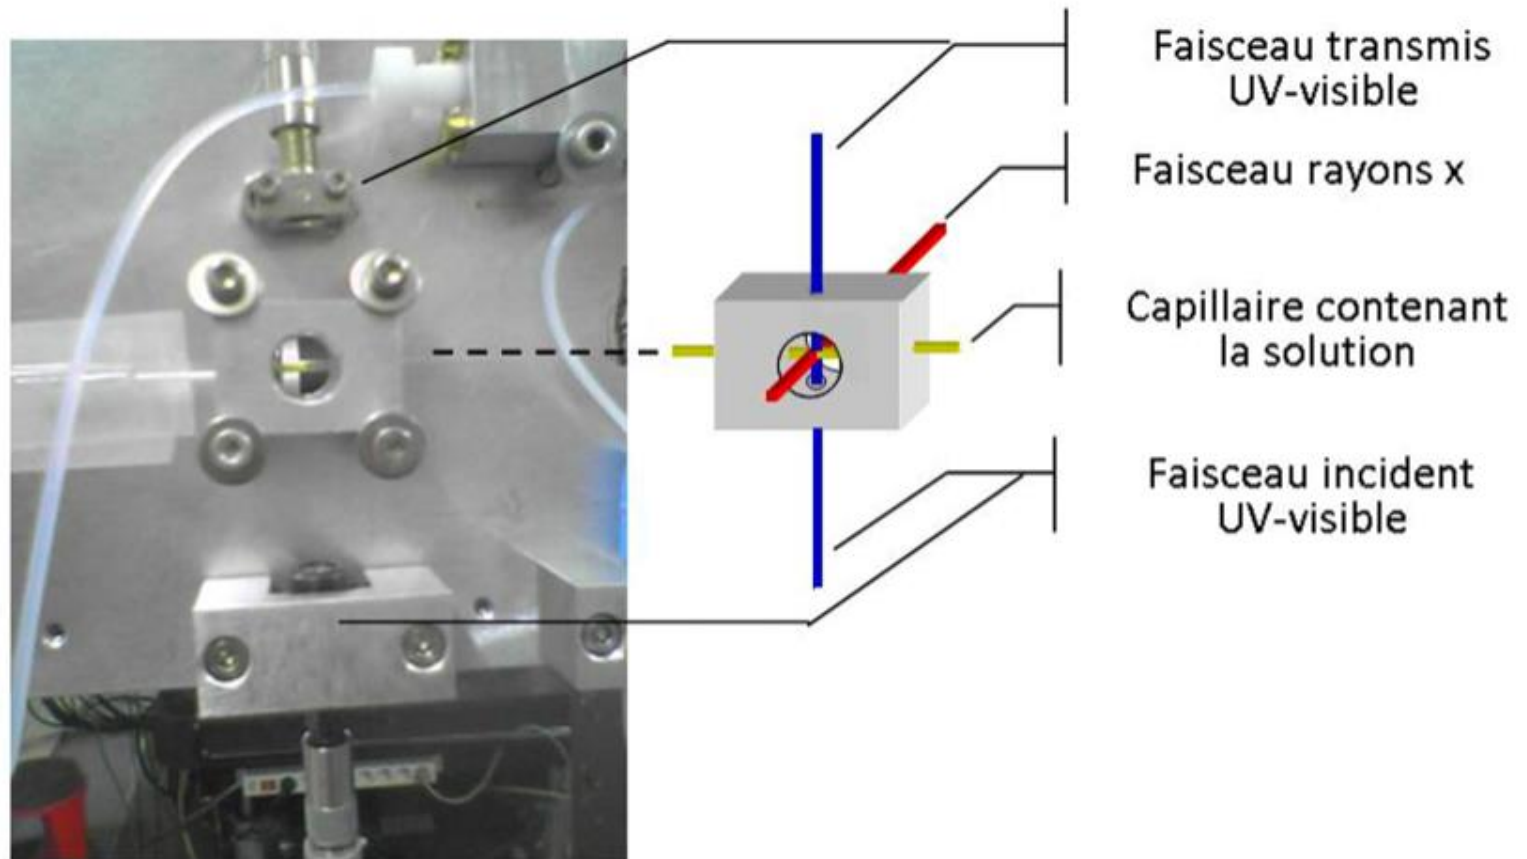 Faisceau transmis
UV-visible
Faisceau rayons x
Capillaire contenant
la solution
Faisceau incident
UV-visible